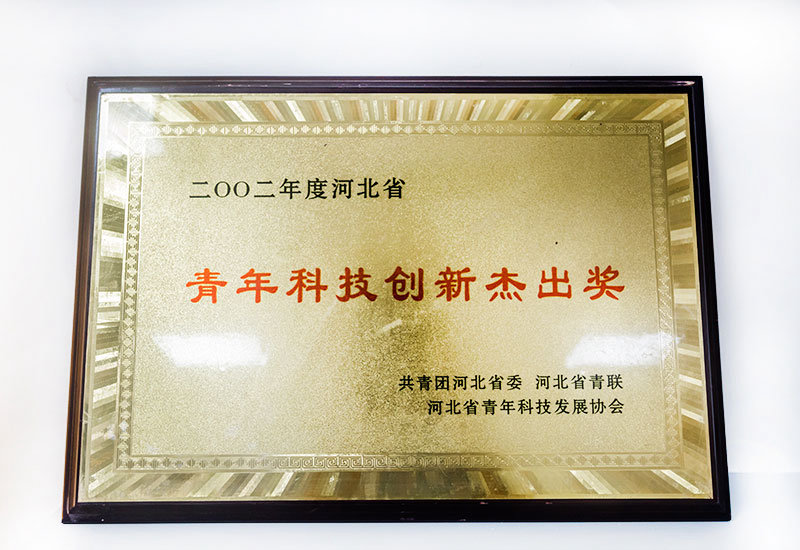 二〇〇二年度河北省
青年科技创新杰出奖
共青团河北省委 河北省青联
河北省青年科技发展协会